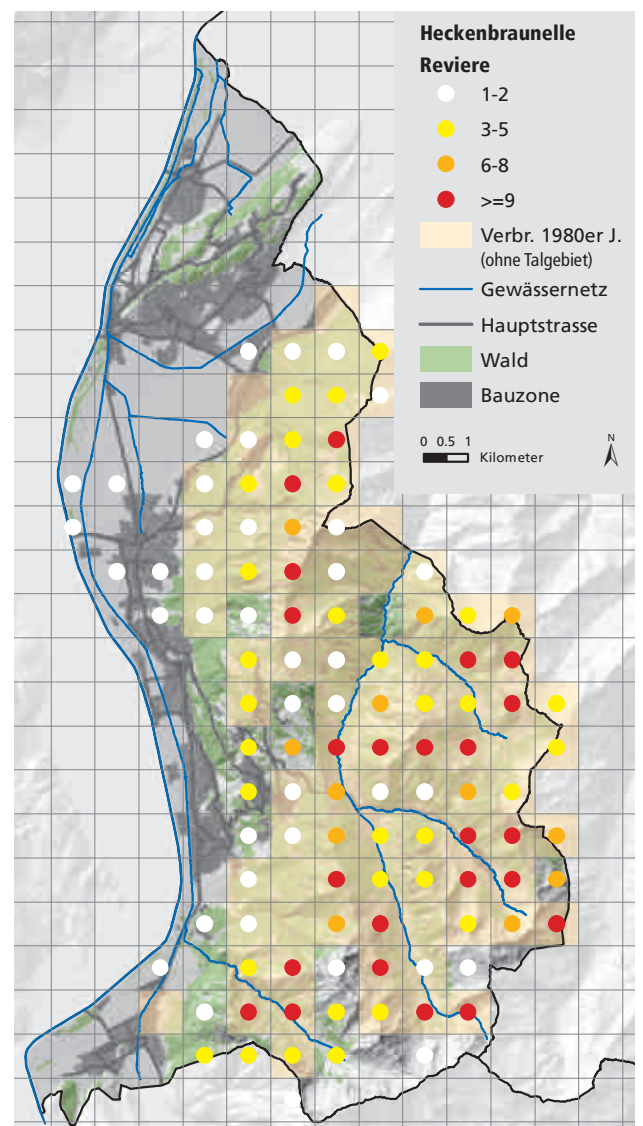 Heckenbraunelle
Reviere
1-2
3-5
6-8
>=9
Verbr. 1980er J.
(ohne Talgebiet)
Gewässernetz
Hauptstrasse
Wald
Bauzone
0 0.5 1
Kilometer
N